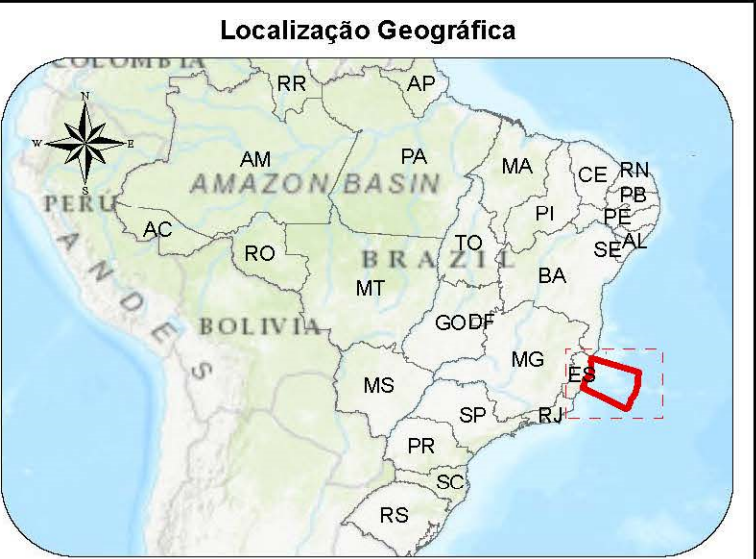 Localização Geográfica
COLOMBIA
RR
AP
N
W
E
S
AM
PA
MA
CE
RN
AMAZON BASIN
PB
PERU
PI
PE
AC
TO
SE
AL
RO
BRAZIL
BA
MT
ANDES
BOLIVIA
GO
DF
MG
ES
MS
SP
RJ
PR
SC
RS